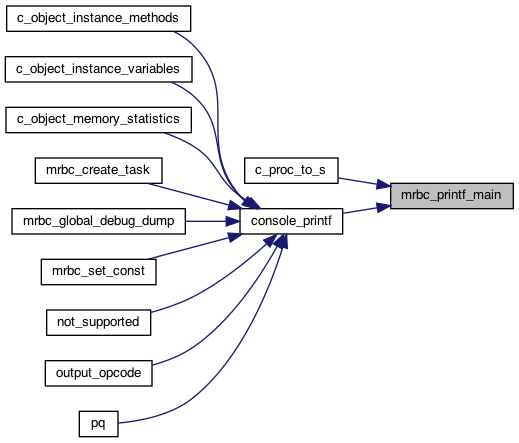 c_object_instance_methods
c_object_instance_variables
c_object_memory_statistics
mrbc_create_task
c_proc_to_s
mrbc_printf_main
mrbc_global_debug_dump
console_printf
mrbc_set_const
not_supported
output_opcode
pq